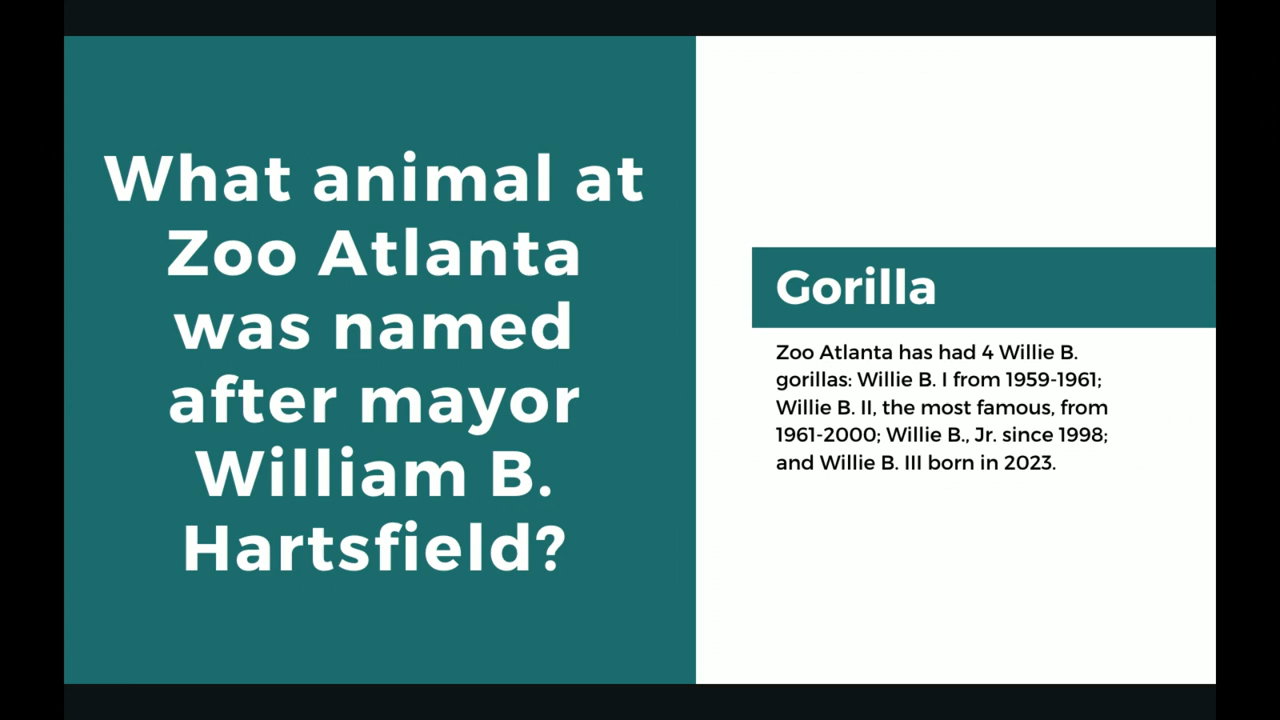 What animal at
Zoo Atlanta
was named
after mayor
William B.
Hartsfield?
Gorilla
Zoo Atlanta has had 4 Willie B.
gorillas: Willie B. I from 1959-1961;
Willie B. II, the most famous, from
1961-2000; Willie B., Jr. since 1998;
and Willie B. III born in 2023.